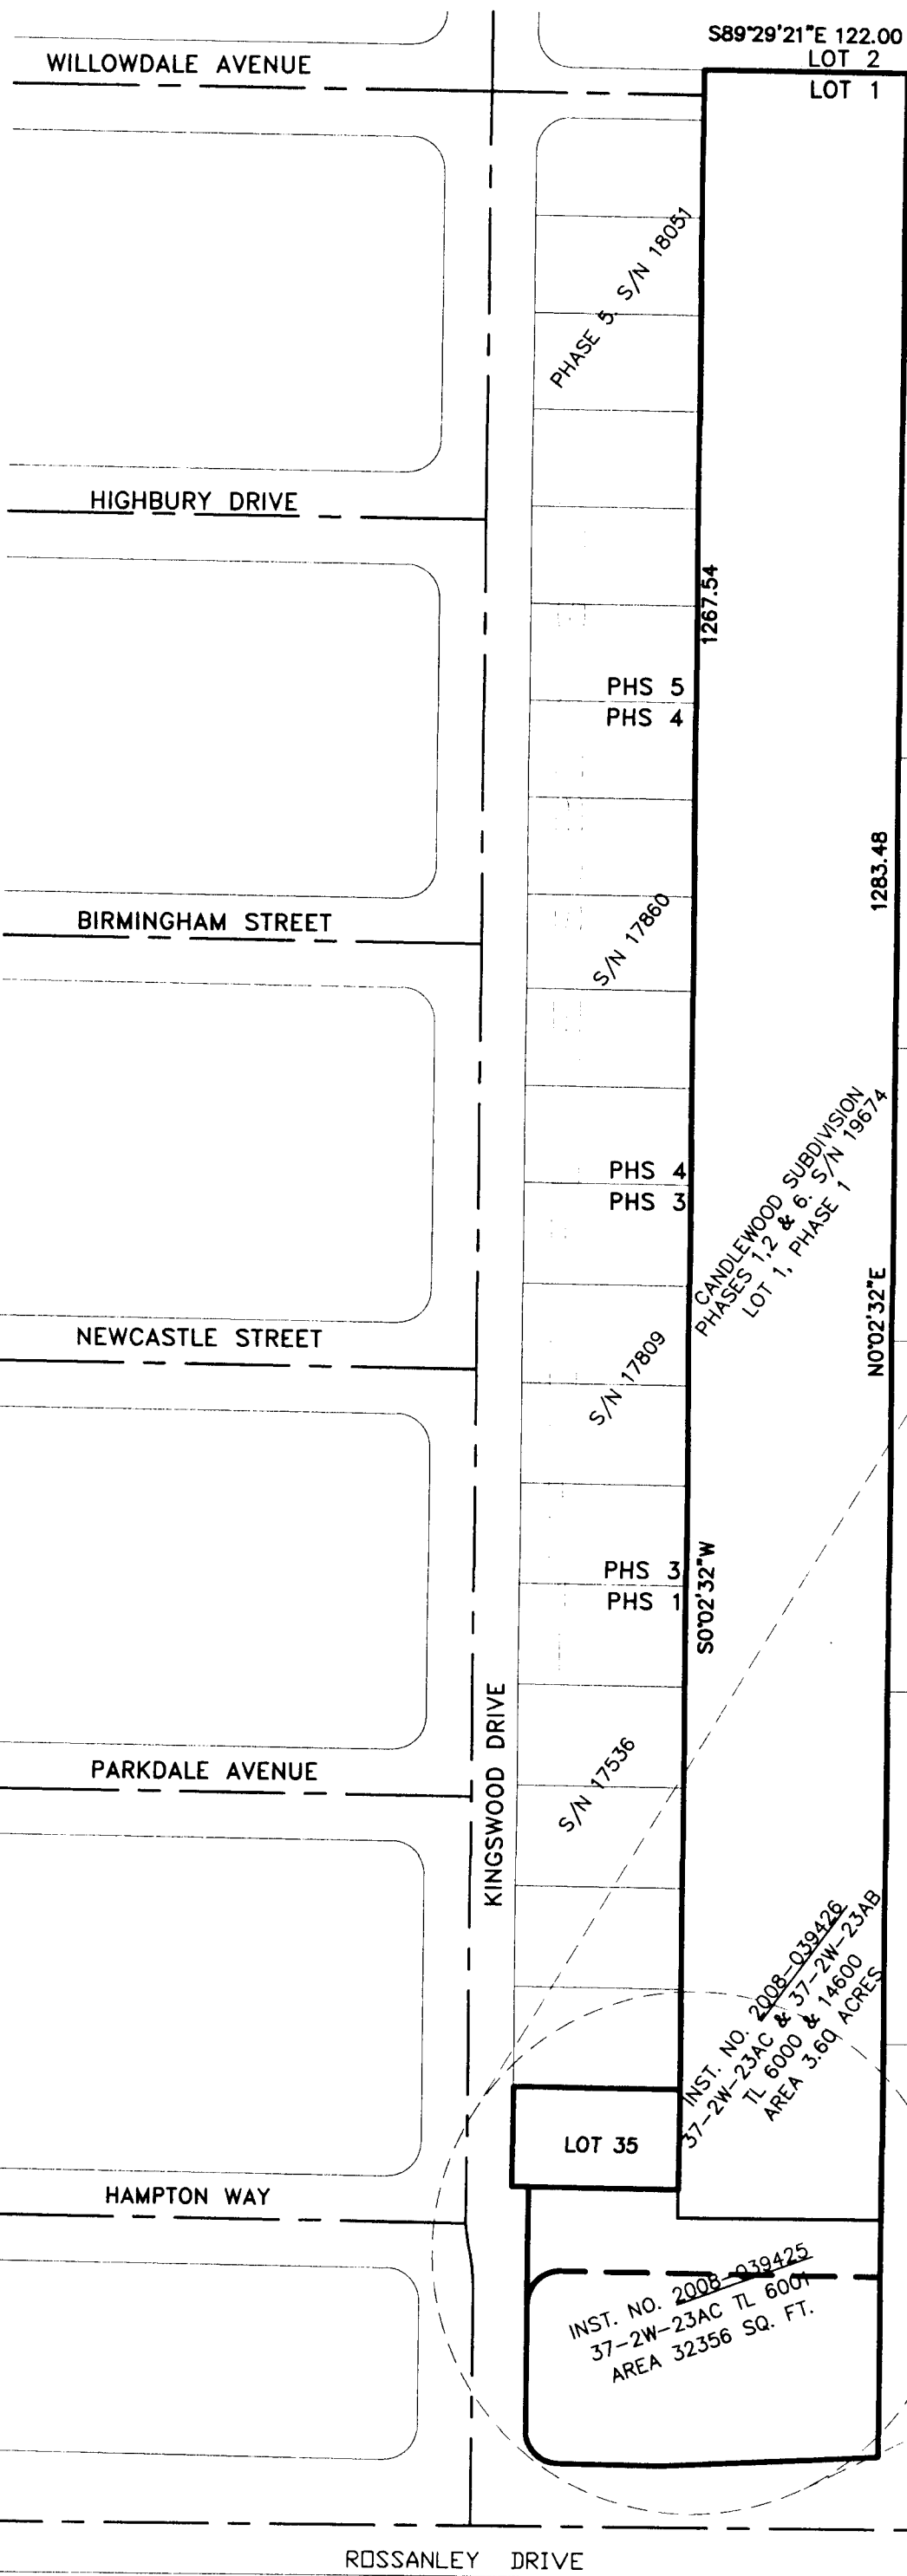 S89°29'21"E 122.00
LOT 2
LOT 1
WILLOWDALE AVENUE
PHASE 5. S/N 18051
HIGHBURY DRIVE
1267.54
PHS 5
PHS 4
1283.48
BIRMINGHAM STREET
S/N 17860
PHS 4
PHS 3
CANDLEWOOD SUBDIVISION
PHASES 1,2 & 6. S/N 19674
LOT 1, PHASE 1
N0°02'32"E
NEWCASTLE STREET
S/N 17809
PHS 3
PHS 1
S0°02'32"W
KINGSWOOD DRIVE
PARKDALE AVENUE
S/N 17536
INST. NO. 2008-039426
37-2W-23AC & 37-2W-23AB
TL 6000 & 14600
AREA 3.60 ACRES
LOT 35
HAMPTON WAY
INST. NO. 2008-039425
37-2W-23AC TL 6001
AREA 32356 SQ. FT.
ROSSANLEY DRIVE